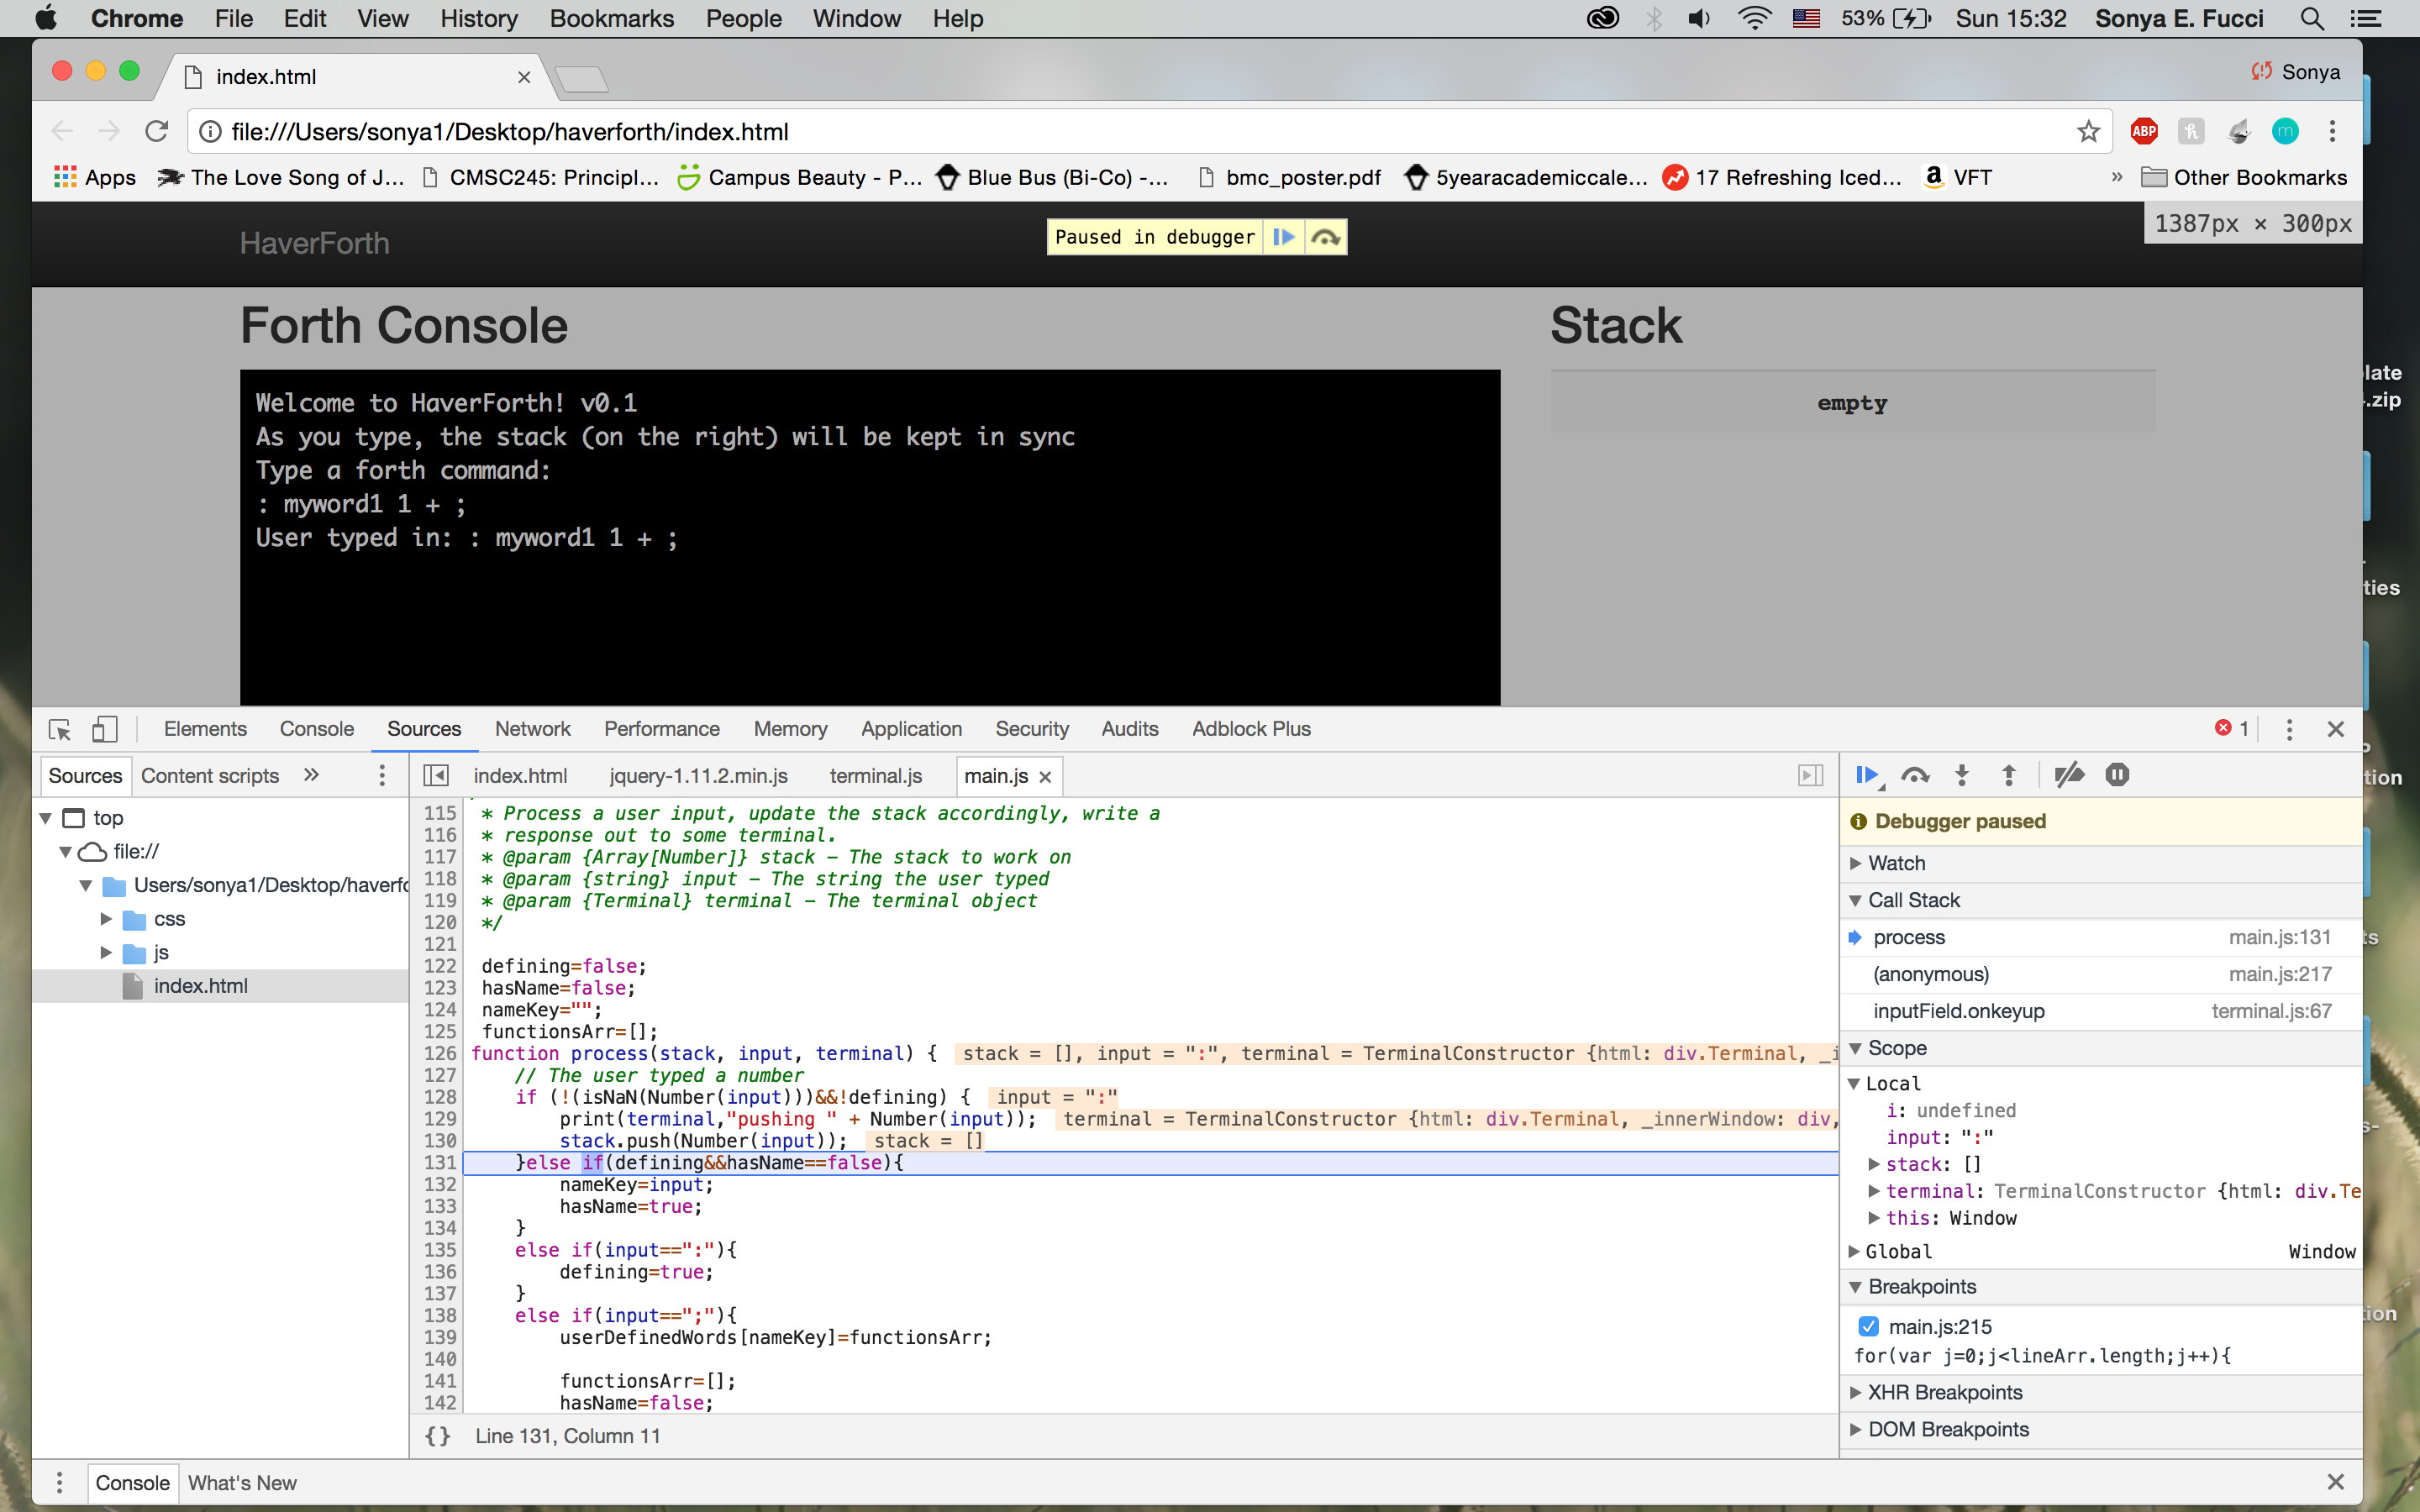 Chrome File Edit View History Bookmarks People Window Help 53% Sun 15:32 Sonya E. Fucci
index.html Sonya
file:///Users/sonya1/Desktop/haverforth/index.html ABP m
Apps The Love Song of J... CMSC245: Principl... Campus Beauty - P... Blue Bus (Bi-Co) -... bmc_poster.pdf 5yearacademiccale... 17 Refreshing Iced... VFT » Other Bookmarks
HaverForth Paused in debugger 1387px × 300px
Forth Console Stack
Welcome to HaverForth! v0.1 empty
As you type, the stack (on the right) will be kept in sync
Type a forth command:
: myword1 1 + ;
User typed in: : myword1 1 + ;
late
.zip
ties
tion
ts
s-
tion
Elements Console Sources Network Performance Memory Application Security Audits Adblock Plus 1
Sources Content scripts » index.html jquery-1.11.2.min.js terminal.js main.js
top
file://
Users/sonya1/Desktop/haverfo
css
js
index.html
115 * Process a user input, update the stack accordingly, write a
116 * response out to some terminal.
117 * @param {Array[Number]} stack - The stack to work on
118 * @param {string} input - The string the user typed
119 * @param {Terminal} terminal - The terminal object
120 */
121
122 defining=false;
123 hasName=false;
124 nameKey="";
125 functionsArr=[];
126 function process(stack, input, terminal) { stack = [], input = ":", terminal = TerminalConstructor {html: div.Terminal, _i
127 // The user typed a number
128 if (!(isNaN(Number(input)))&&!defining) { input = ":"
129 print(terminal,"pushing " + Number(input)); terminal = TerminalConstructor {html: div.Terminal, _innerWindow: div,
130 stack.push(Number(input)); stack = []
131 }else if(defining&&hasName==false){
132 nameKey=input;
133 hasName=true;
134 }
135 else if(input==":"){
136 defining=true;
137 }
138 else if(input==";"){
139 userDefinedWords[nameKey]=functionsArr;
140
141 functionsArr=[];
142 hasName=false;
{} Line 131, Column 11
Debugger paused
Watch
Call Stack
process main.js:131
(anonymous) main.js:217
inputField.onkeyup terminal.js:67
Scope
Local
i: undefined
input: ":"
stack: []
terminal: TerminalConstructor {html: div.Te
this: Window
Global Window
Breakpoints
main.js:215
for(var j=0;j<lineArr.length;j++){
XHR Breakpoints
DOM Breakpoints
Console What's New